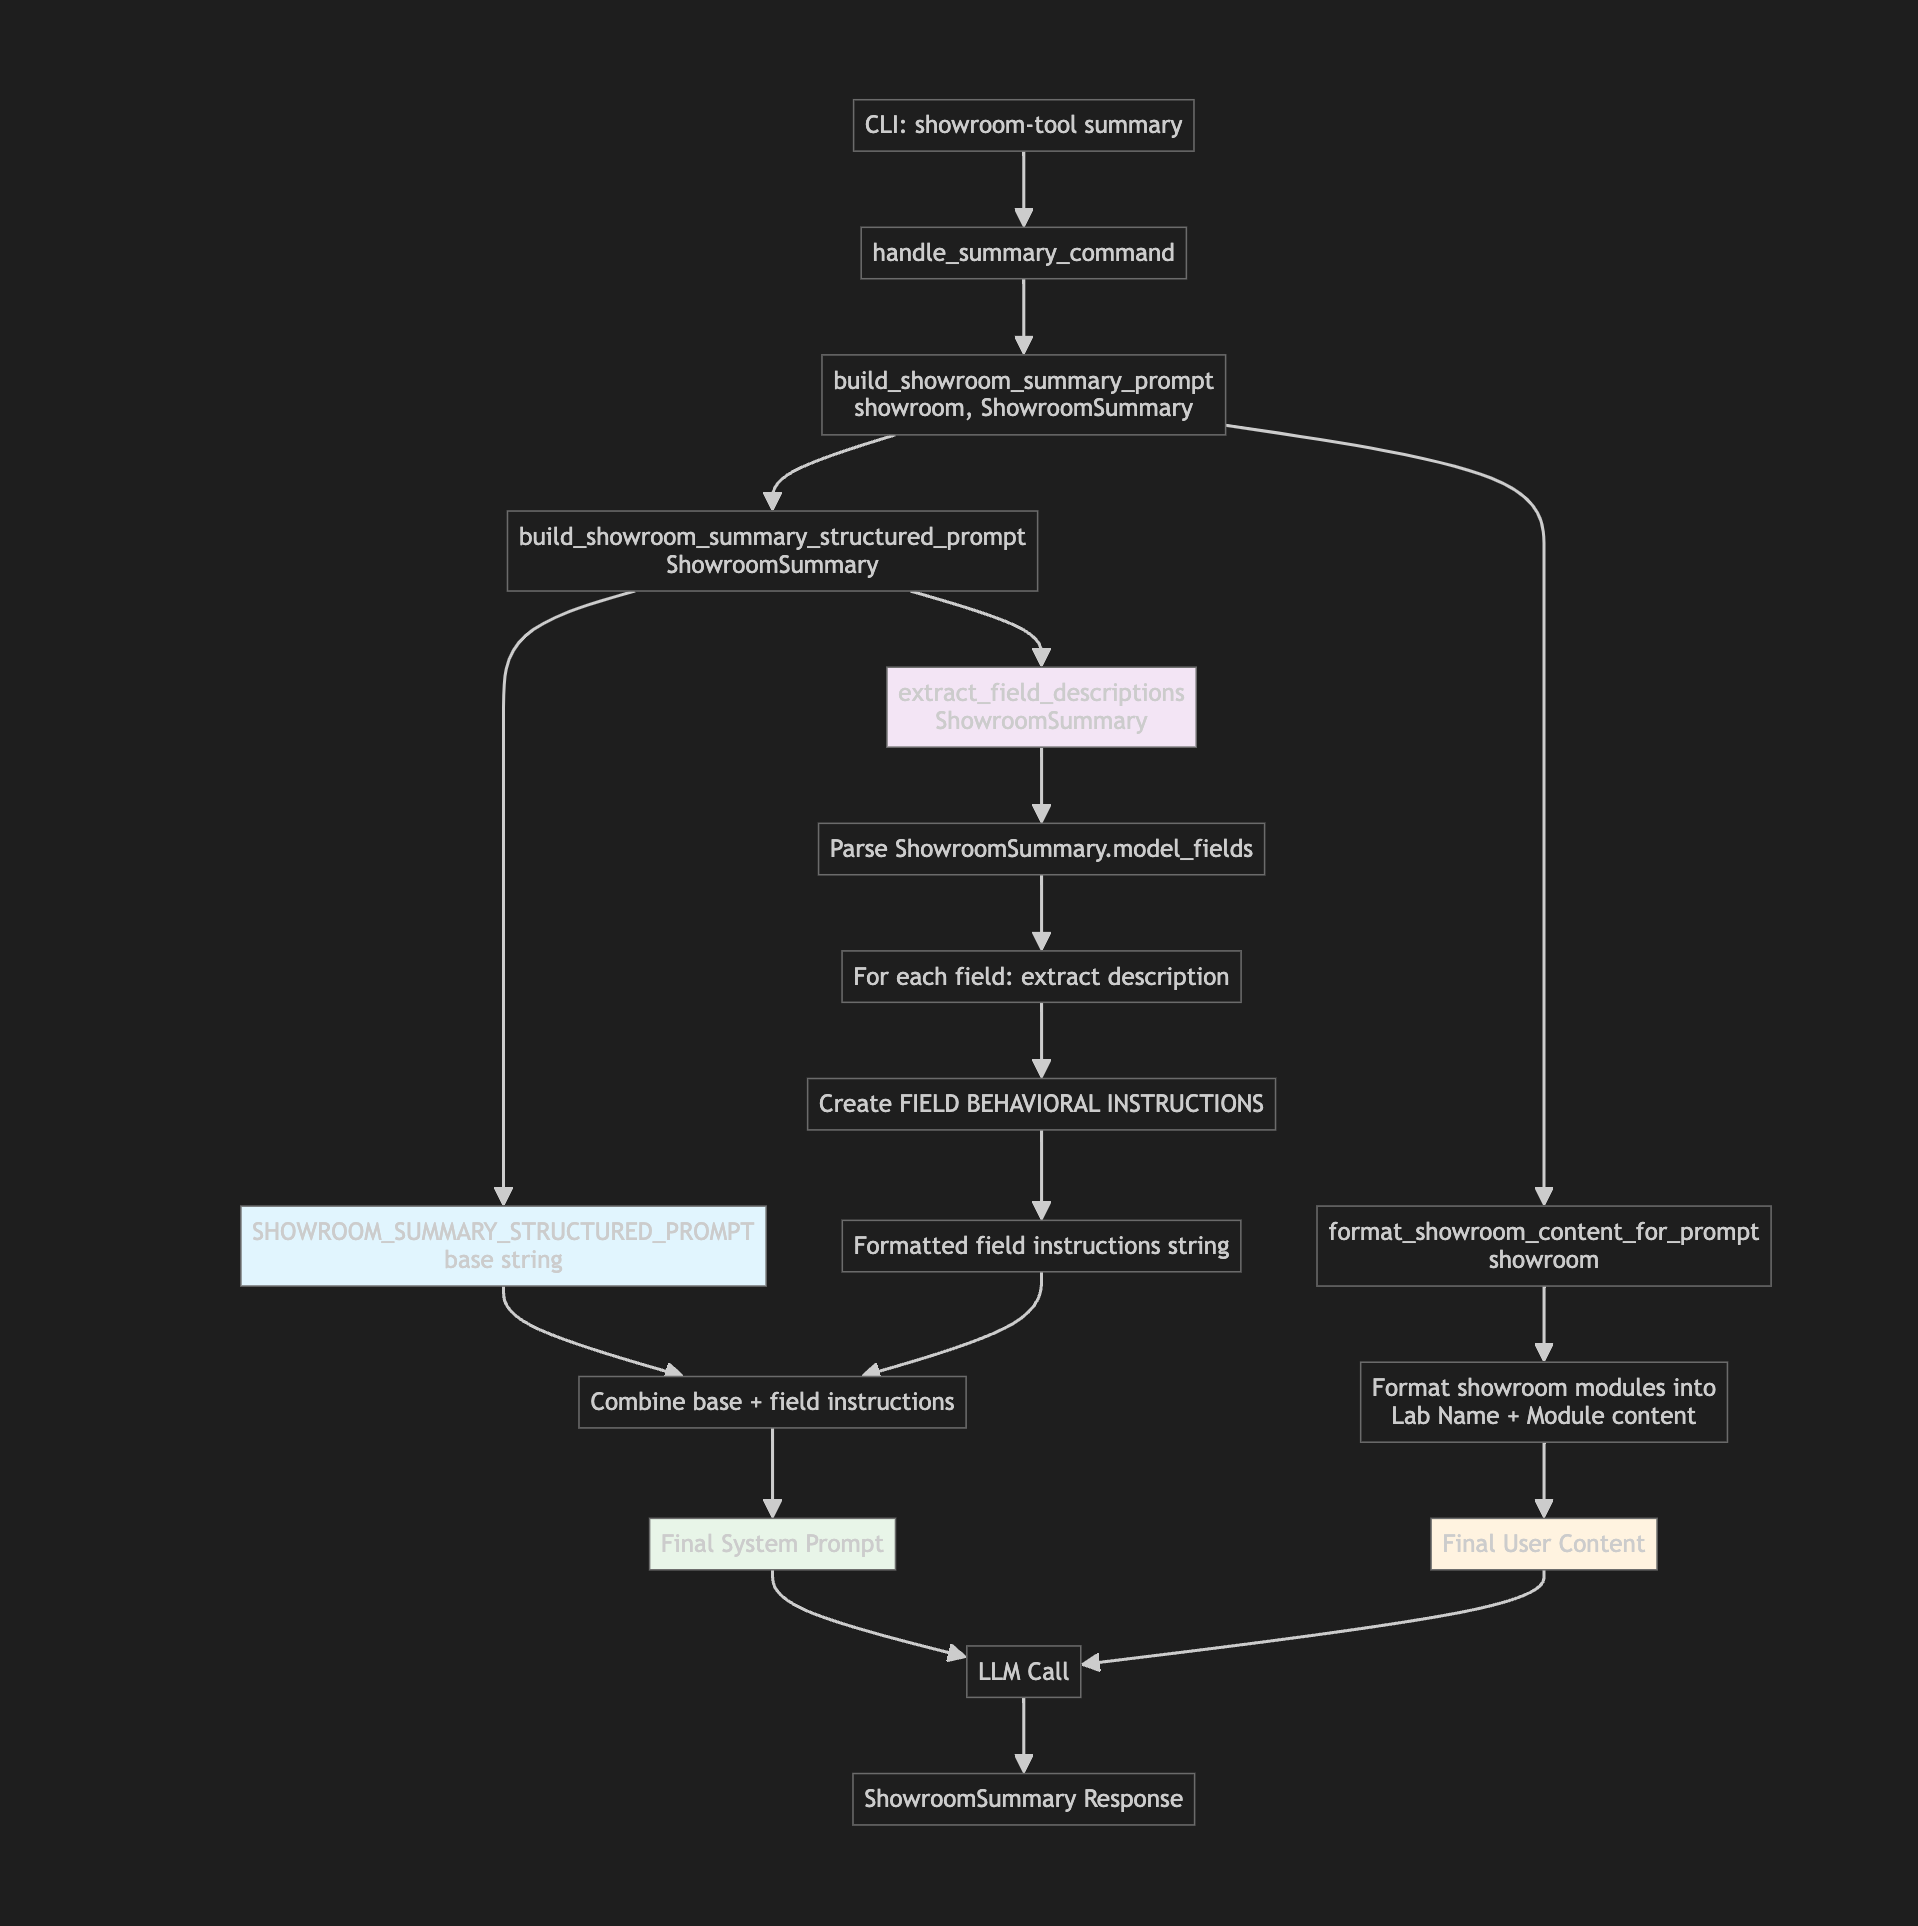 CLI: showroom-tool summary
handle_summary_command
build_showroom_summary_prompt
showroom, ShowroomSummary
build_showroom_summary_structured_prompt
ShowroomSummary
extract_field_descriptions
ShowroomSummary
Parse ShowroomSummary.model_fields
For each field: extract description
Create FIELD BEHAVIORAL INSTRUCTIONS
SHOWROOM_SUMMARY_STRUCTURED_PROMPT
base string
Formatted field instructions string
format_showroom_content_for_prompt
showroom
Combine base + field instructions
Format showroom modules into
Lab Name + Module content
Final System Prompt
Final User Content
LLM Call
ShowroomSummary Response